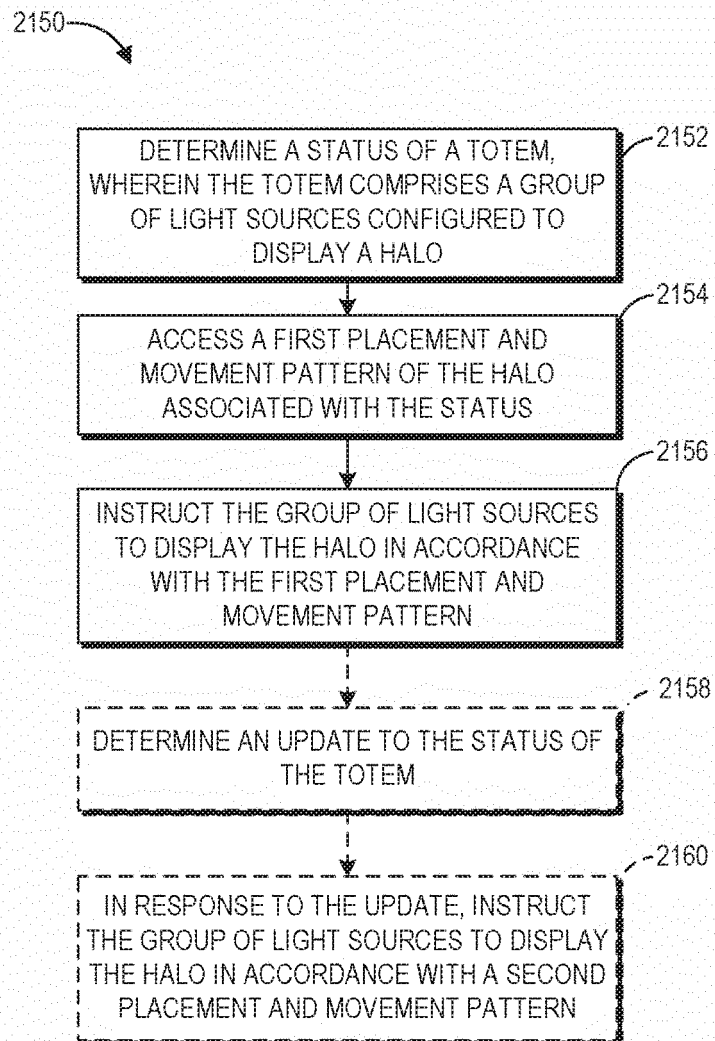 2150
2152
DETERMINE A STATUS OF A TOTEM,
WHEREIN THE TOTEM COMPRISES A GROUP
OF LIGHT SOURCES CONFIGURED TO
DISPLAY A HALO
2154
ACCESS A FIRST PLACEMENT AND
MOVEMENT PATTERN OF THE HALO
ASSOCIATED WITH THE STATUS
2156
INSTRUCT THE GROUP OF LIGHT SOURCES
TO DISPLAY THE HALO IN ACCORDANCE
WITH THE FIRST PLACEMENT AND
MOVEMENT PATTERN
2158
DETERMINE AN UPDATE TO THE STATUS OF
THE TOTEM
2160
IN RESPONSE TO THE UPDATE, INSTRUCT
THE GROUP OF LIGHT SOURCES TO DISPLAY
THE HALO IN ACCORDANCE WITH A SECOND
PLACEMENT AND MOVEMENT PATTERN